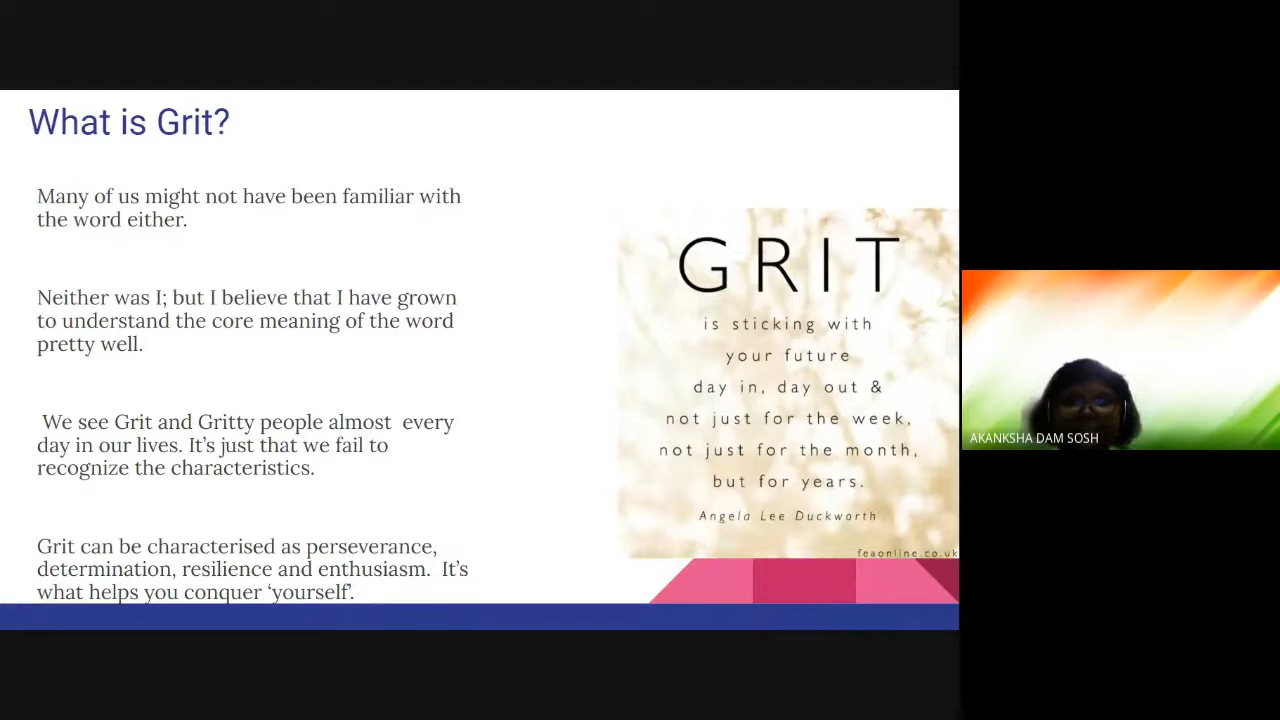 What is Grit?
Many of us might not have been familiar with
the word either.
Neither was I; but I believe that I have grown
to understand the core meaning of the word
pretty well.
We see Grit and Gritty people almost  every
day in our lives. It’s just that we fail to
recognize the characteristics.
Grit can be characterised as perseverance,
determination, resilience and enthusiasm.  It’s
what helps you conquer ‘yourself’.
GRIT
is sticking with
your future
day in, day out &
not just for the week,
not just for the month,
but for years.
Angela Lee Duckworth
feaonline.co.uk
AKANKSHA DAM SOSH